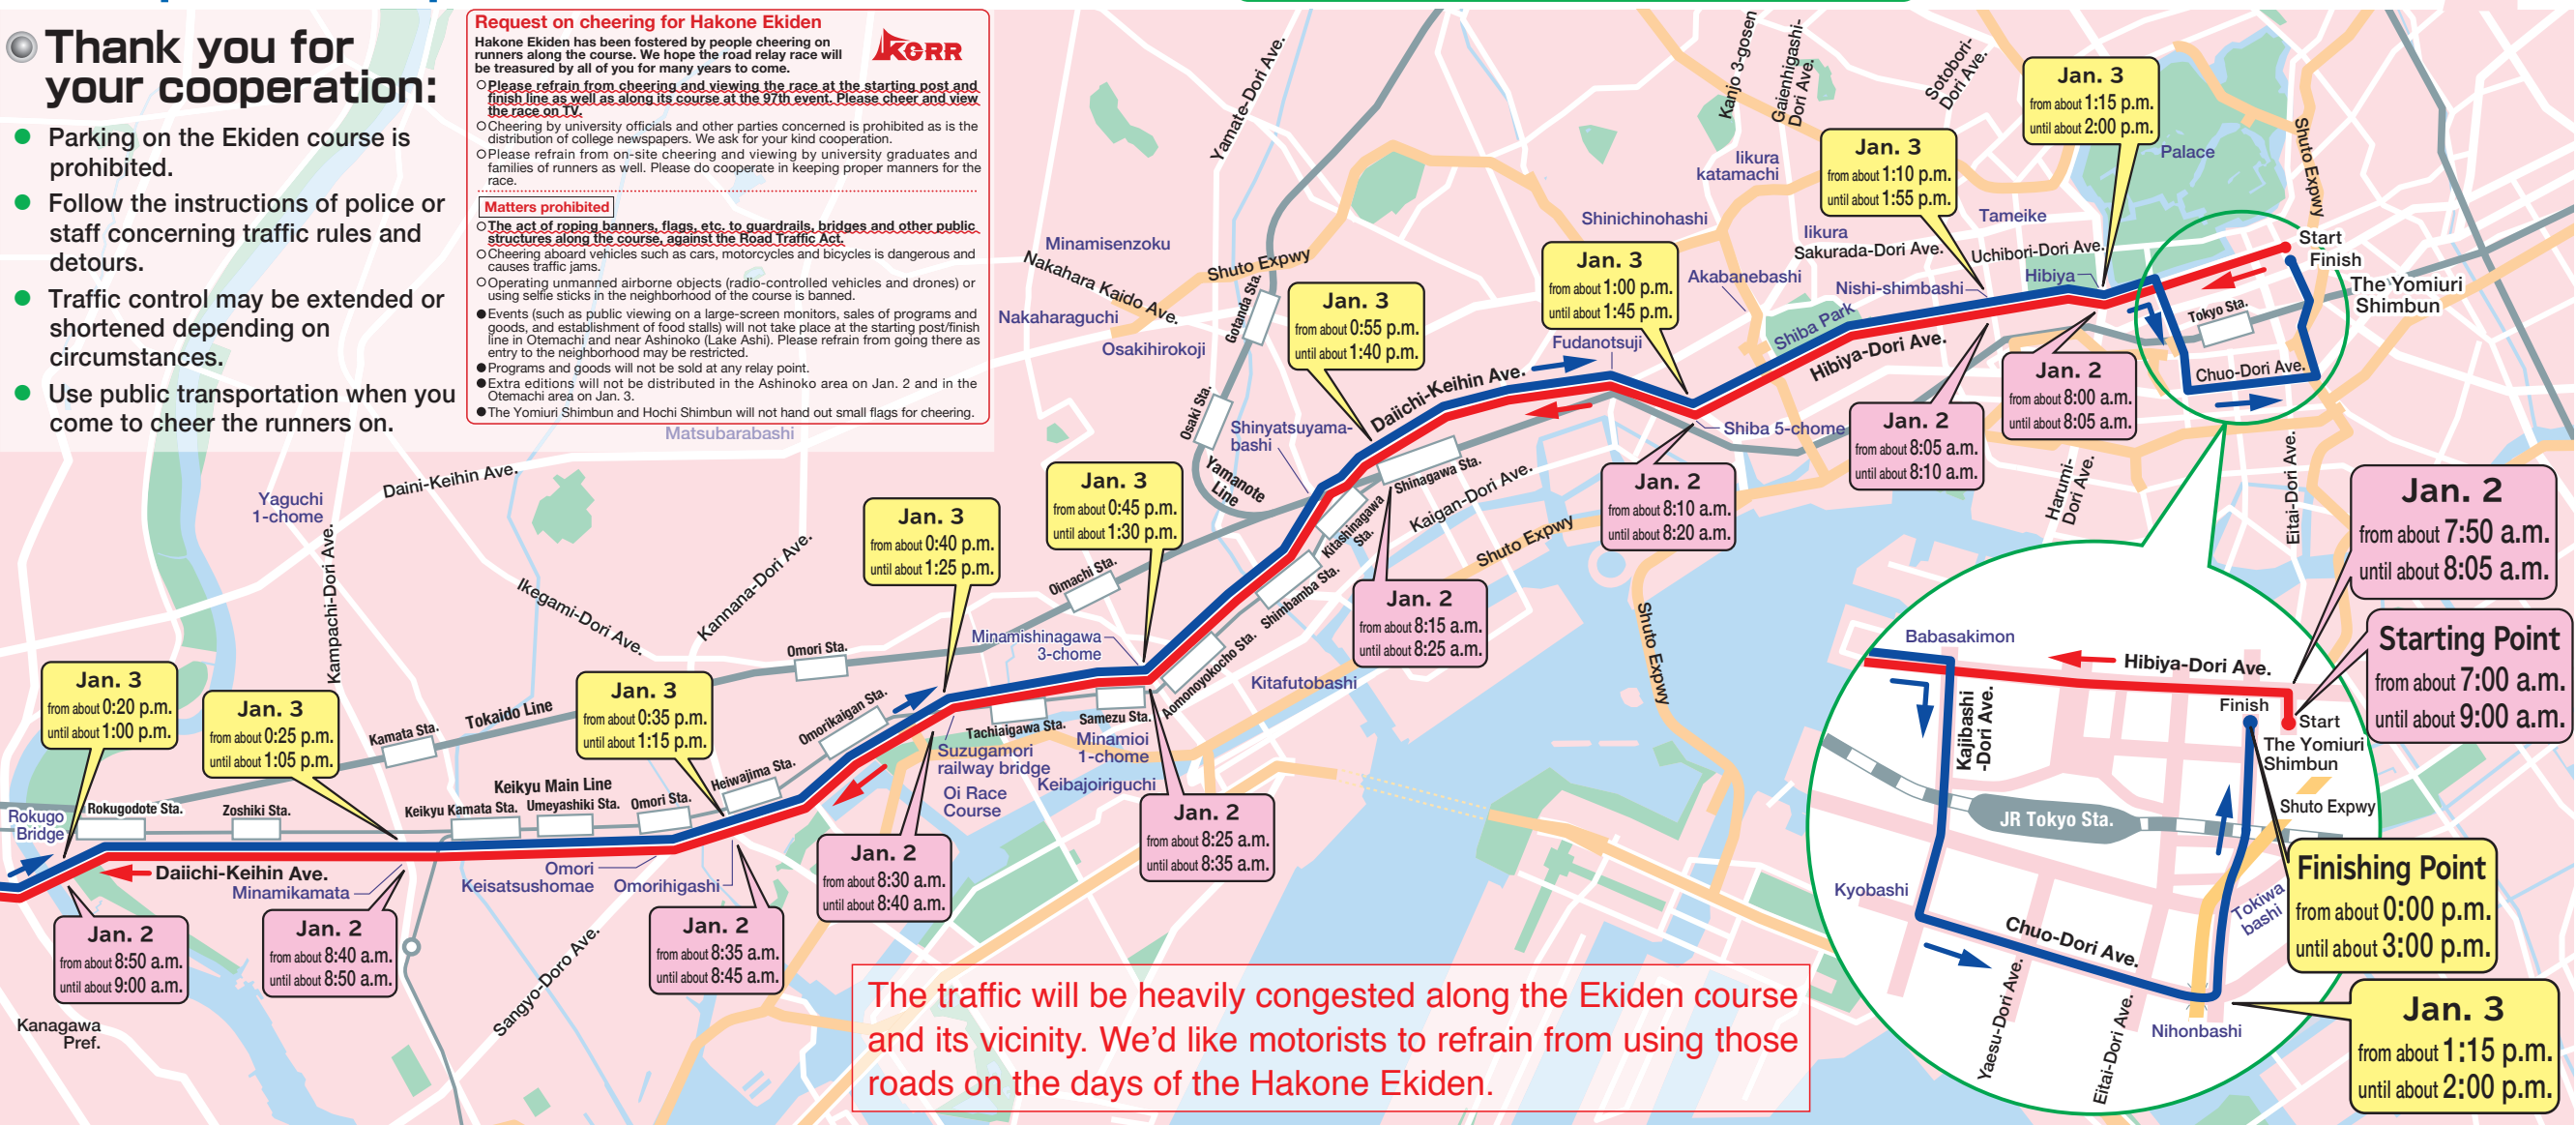 Thank you for
your cooperation:
Parking on the Ekiden course is
prohibited.
Follow the instructions of police or
staff concerning traffic rules and
detours.
Traffic control may be extended or
shortened depending on
circumstances.
Use public transportation when you
come to cheer the runners on.
Request on cheering for Hakone Ekiden
Hakone Ekiden has been fostered by people cheering on
runners along the course. We hope the road relay race will
be treasured by all of you for many years to come.
KGRR
○Please refrain from cheering and viewing the race at the starting post and
finish line as well as along its course at the 97th event. Please cheer and view
the race on TV.
○Cheering by university officials and other parties concerned is prohibited as is the
distribution of college newspapers. We ask for your kind cooperation.
○Please refrain from on-site cheering and viewing by university graduates and
families of runners as well. Please do cooperate in keeping proper manners for the
race.
Matters prohibited
○The act of roping banners, flags, etc. to guardrails, bridges and other public
structures along the course, against the Road Traffic Act.
○Cheering aboard vehicles such as cars, motorcycles and bicycles is dangerous and
causes traffic jams.
○Operating unmanned airborne objects (radio-controlled vehicles and drones) or
using selfie sticks in the neighborhood of the course is banned.
●Events (such as public viewing on a large-screen monitors, sales of programs and
goods, and establishment of food stalls) will not take place at the starting post/finish
line in Otemachi and near Ashinoko (Lake Ashi). Please refrain from going there as
entry to the neighborhood may be restricted.
●Programs and goods will not be sold at any relay point.
●Extra editions will not be distributed in the Ashinoko area on Jan. 2 and in the
Otemachi area on Jan. 3.
●The Yomiuri Shimbun and Hochi Shimbun will not hand out small flags for cheering.
Matsubarabashi
Yamate-Dori Ave.
Kanjo 3-gosen
Gaienhigashi-
Dori Ave.
Sotobori-
Dori Ave.
Jan. 3
from about 1:15 p.m.
until about 2:00 p.m.
Palace
Shuto Expwy
Iikura
katamachi
Jan. 3
from about 1:10 p.m.
until about 1:55 p.m.
Shinichinohashi
Tameike
Iikura
Sakurada-Dori Ave.
Uchibori-Dori Ave.
Start
Finish
The Yomiuri
Shimbun
Minamisenzoku
Nakahara Kaido Ave.
Shuto Expwy
Jan. 3
from about 1:00 p.m.
until about 1:45 p.m.
Akabanebashi
Hibiya
Nishi-shimbashi
Gotanda Sta.
Jan. 3
from about 0:55 p.m.
until about 1:40 p.m.
Nakaharaguchi
Osakihirokoji
Shiba Park
Tokyo Sta.
Fudanotsuji
Hibiya-Dori Ave.
Chuo-Dori Ave.
Jan. 2
from about 8:00 a.m.
until about 8:05 a.m.
Daiichi-Keihin Ave.
Osaki Sta.
Shinyatsuyama-
bashi
Shiba 5-chome
Jan. 2
from about 8:05 a.m.
until about 8:10 a.m.
Yamanote
Line
Shinagawa Sta.
Kaigan-Dori Ave.
Jan. 2
from about 8:10 a.m.
until about 8:20 a.m.
Harumi-
Dori Ave.
Eitai-Dori Ave.
Jan. 2
from about 7:50 a.m.
until about 8:05 a.m.
Daini-Keihin Ave.
Yaguchi
1-chome
Kampachi-Dori Ave.
Ikegami-Dori Ave.
Kannana-Dori Ave.
Jan. 3
from about 0:40 p.m.
until about 1:25 p.m.
Jan. 3
from about 0:45 p.m.
until about 1:30 p.m.
Kitashinagawa
Sta.
Shuto Expwy
Oimachi Sta.
Shimbamba Sta.
Jan. 2
from about 8:15 a.m.
until about 8:25 a.m.
Shuto Expwy
Omori Sta.
Minamishinagawa
3-chome
Aomonoyokocho Sta.
Kitafutobashi
Babasakimon
Hibiya-Dori Ave.
Starting Point
from about 7:00 a.m.
until about 9:00 a.m.
Kajibashi
-Dori Ave.
Finish
Start
The Yomiuri
Shimbun
Shuto Expwy
JR Tokyo Sta.
Jan. 3
from about 0:20 p.m.
until about 1:00 p.m.
Jan. 3
from about 0:25 p.m.
until about 1:05 p.m.
Kamata Sta.
Tokaido Line
Jan. 3
from about 0:35 p.m.
until about 1:15 p.m.
Omorikaigan Sta.
Tachiaigawa Sta.
Samezu Sta.
Suzugamori
railway bridge
Minamioi
1-chome
Keibajoiriguchi
Oi Race
Course
Heiwajima Sta.
Keikyu Main Line
Rokugo
Bridge
Rokugodote Sta.
Zoshiki Sta.
Keikyu Kamata Sta.
Umeyashiki Sta.
Omori Sta.
Jan. 2
from about 8:25 a.m.
until about 8:35 a.m.
Daiichi-Keihin Ave.
Minamikamata
Omori
Keisatsushomae
Omorihigashi
Jan. 2
from about 8:30 a.m.
until about 8:40 a.m.
Jan. 2
from about 8:50 a.m.
until about 9:00 a.m.
Jan. 2
from about 8:40 a.m.
until about 8:50 a.m.
Jan. 2
from about 8:35 a.m.
until about 8:45 a.m.
Sangyo-Doro Ave.
Kanagawa
Pref.
Kyobashi
Chuo-Dori Ave.
Tokiwa
bashi
Finishing Point
from about 0:00 p.m.
until about 3:00 p.m.
Yaesu-Dori Ave.
Eitai-Dori Ave.
Nihonbashi
Jan. 3
from about 1:15 p.m.
until about 2:00 p.m.
The traffic will be heavily congested along the Ekiden course
and its vicinity. We'd like motorists to refrain from using those
roads on the days of the Hakone Ekiden.